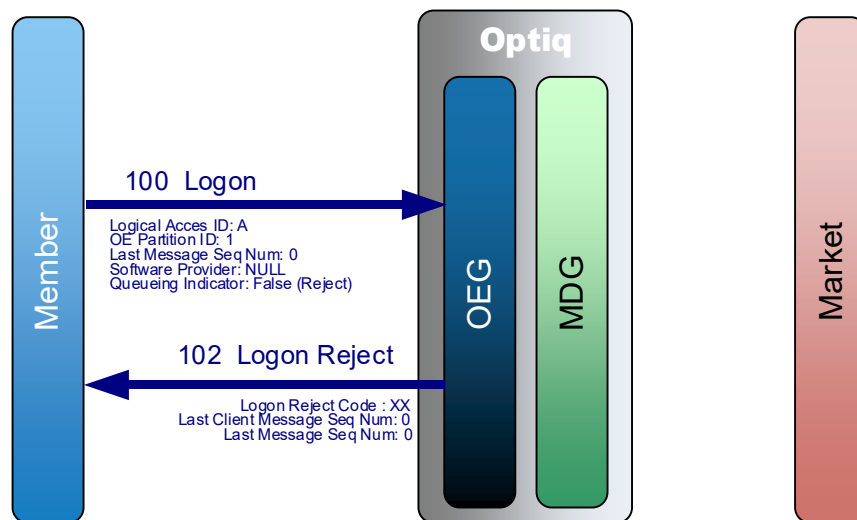 Optiq
Member
100 Logon
Logical Acces ID: A
OE Partition ID: 1
Last Message Seq Num: 0
Software Provider: NULL
Queueing Indicator: False (Reject)
OEG
MDG
Market
102 Logon Reject
Logon Reject Code : XX
Last Client Message Seq Num: 0
Last Message Seq Num: 0